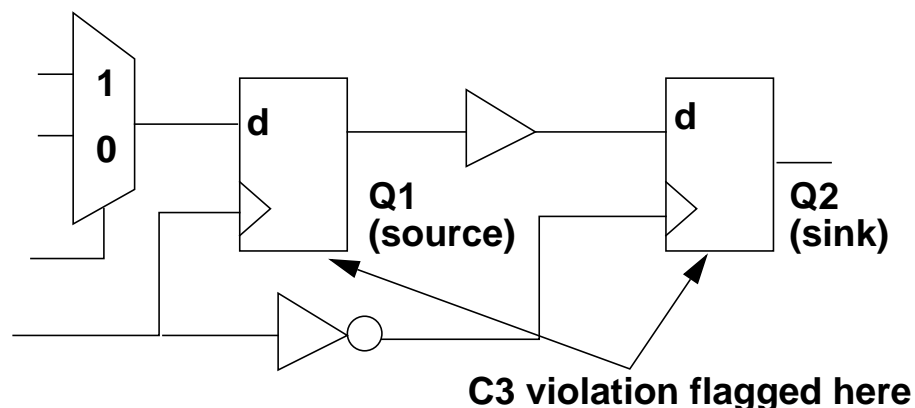 1
0
d
d
Q1
(source)
Q2
(sink)
C3 violation flagged here